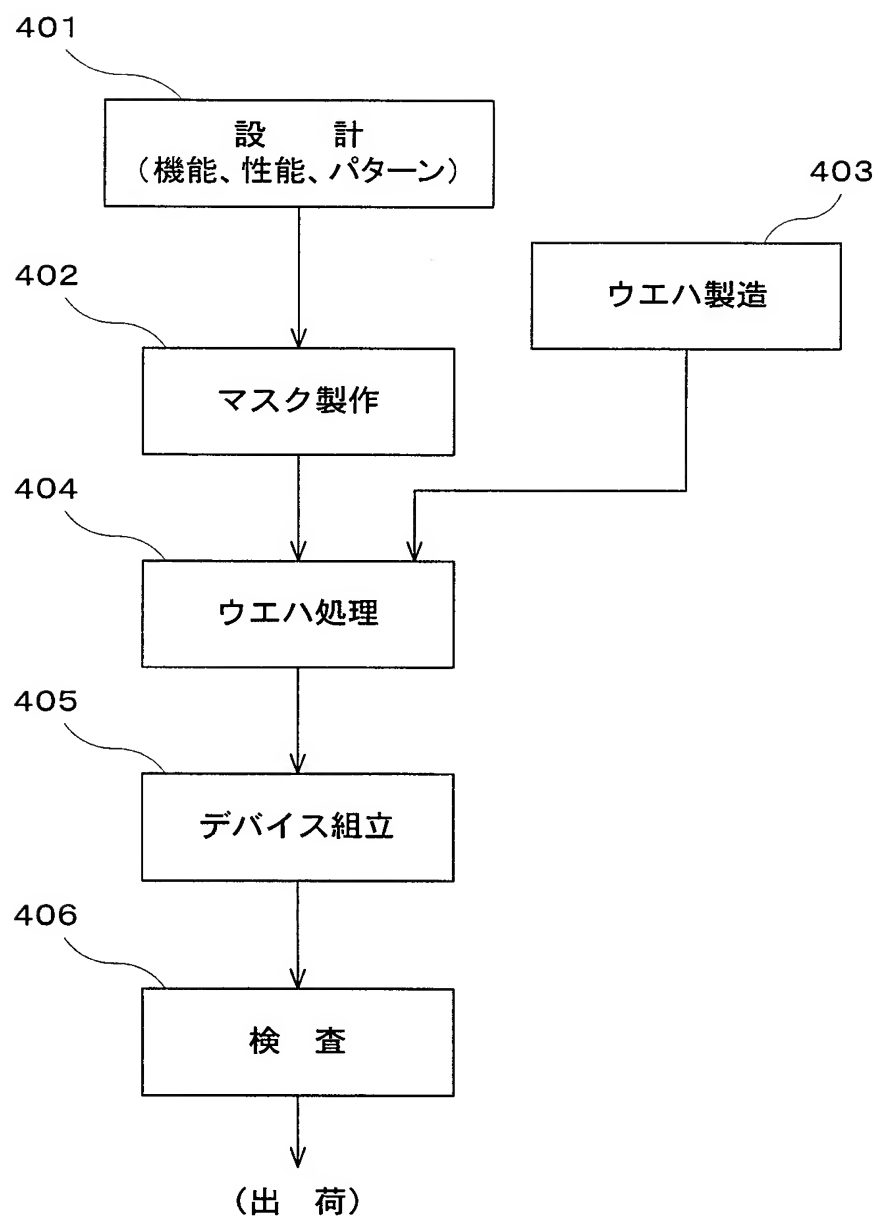 401
設　計
（機能、性能、パターン）
403
ウエハ製造
402
マスク製作
404
ウエハ処理
405
デバイス組立
406
検　査
（出　荷）